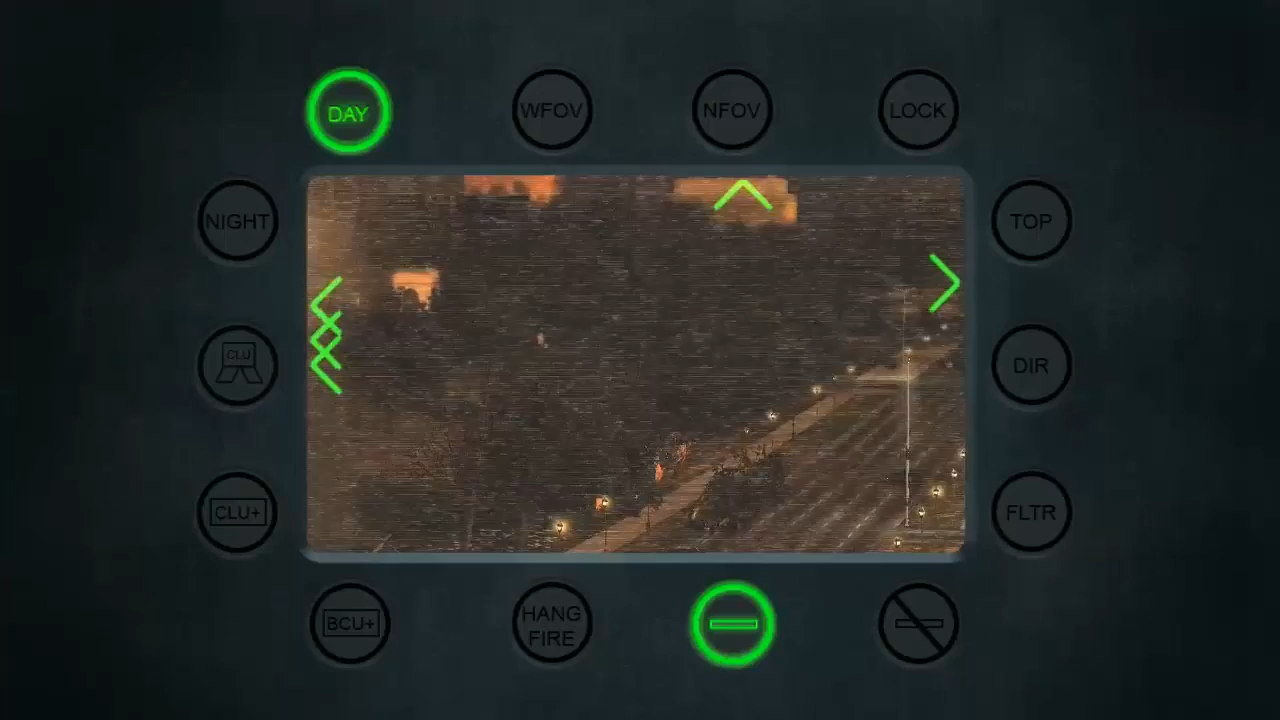 DAY
WFOV
NFOV
LOCK
NIGHT
TOP
CLU
DIR
CLU+
FLTR
BCU+
HANG
FIRE